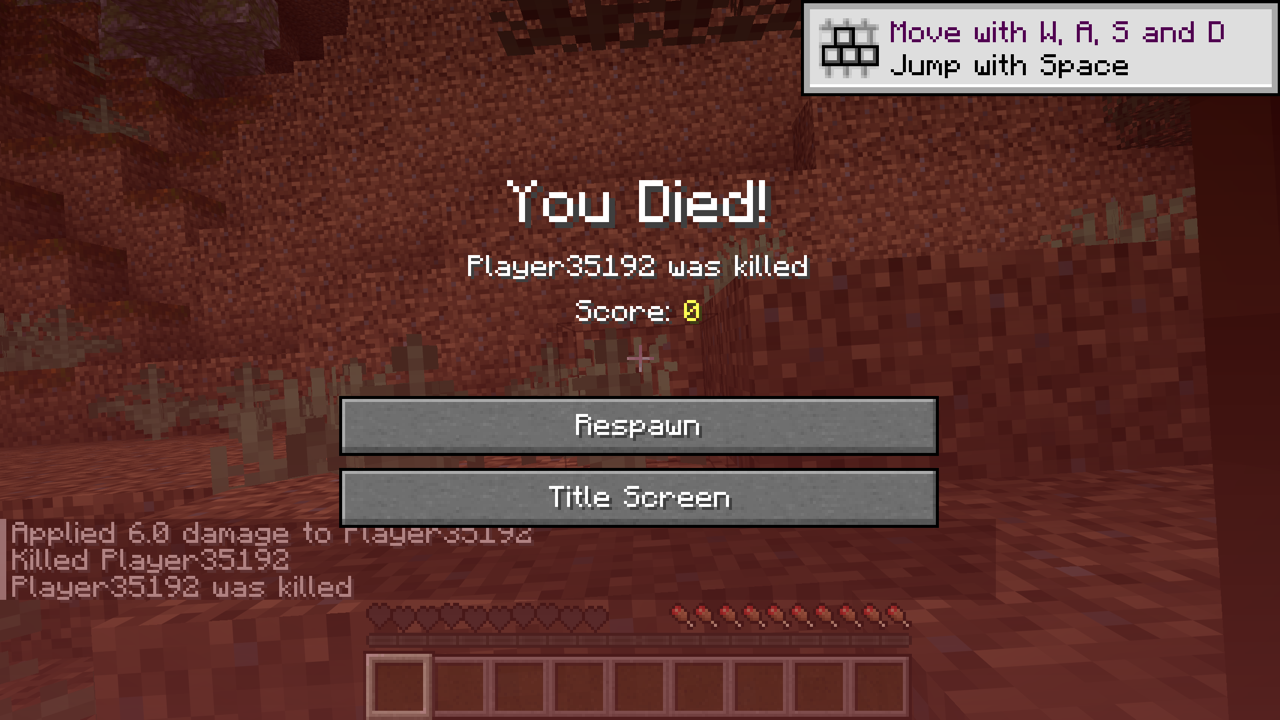 Move with W, A, S and D
Jump with Space
You Died!
Player35192 was killed
Score: 0
Respawn
Title Screen
Applied 6.0 damage to Player35192
Killed Player35192
Player35192 was killed